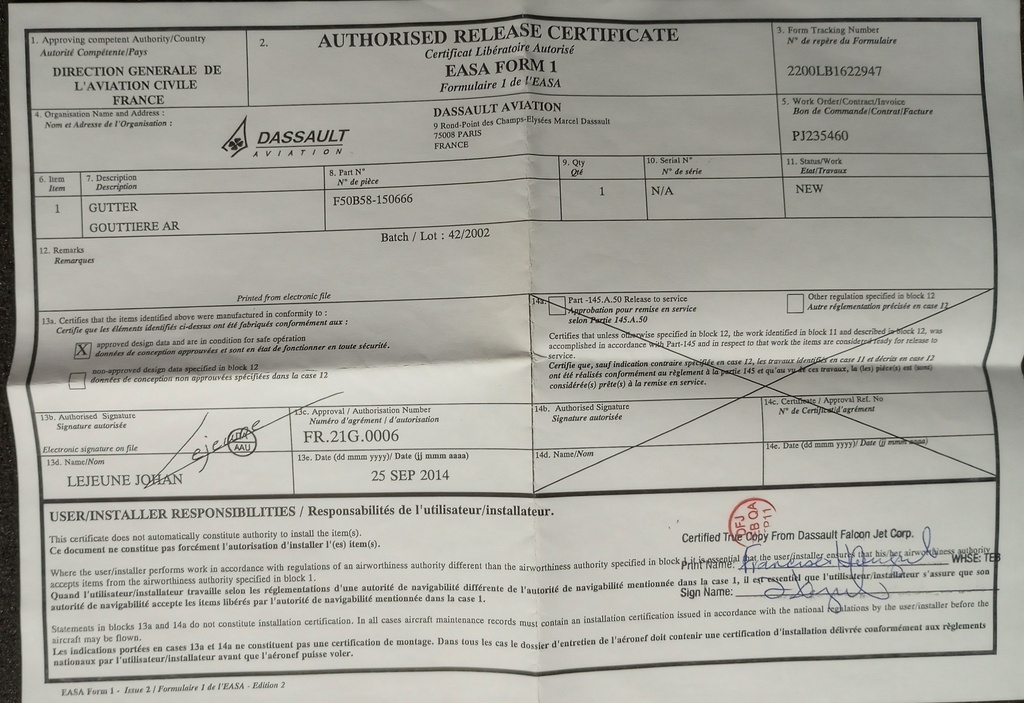 1. Approving competent Authority/Country
Autorité Compétente/Pays
DIRECTION GENERALE DE
L'AVIATION CIVILE
FRANCE
2.
AUTHORISED RELEASE CERTIFICATE
Certificat Libératoire Autorisé
EASA FORM 1
Formulaire 1 de l'EASA
3. Form Tracking Number
N° de repère du Formulaire
2200LB1622947
4. Organisation Name and Address :
Nom et Adresse de l'Organisation :
DASSAULT
AVIATION
DASSAULT AVIATION
9 Rond-Point des Champs-Elysées Marcel Dassault
75008 PARIS
FRANCE
5. Work Order/Contract/Invoice
Bon de Commande/Contrat/Facture
PJ235460
6. Item
Item
7. Description
Description
8. Part N°
N° de pièce
9. Qty
Qté
10. Serial N°
N° de série
11. Status/Work
Etat/Travaux
1
GUTTER
GOUTTIERE AR
F50B58-150666
1
N/A
NEW
12. Remarks
Remarques
Batch / Lot : 42/2002
Printed from electronic file
13a. Certifies that the items identified above were manufactured in conformity to :
Certifie que les éléments identifiés ci-dessus ont été fabriqués conformément aux :
X approved design data and are in condition for safe opération
données de conception approuvées et sont en état de fonctionner en toute sécurité.
non-approved design data specified in block 12
données de conception non approuvées spécifiées dans la case 12
14a. Part -145.A.50 Release to service
Approbation pour remise en service
selon Partie 145.A.50
Other regulation specified in block 12
Autre réglementation précisée en case 12
Certifies that unless otherwise specified in block 12, the work identified in block 11 and described in block 12, was
accomplished in accordance with Part-145 and in respect to that work the items are considered ready for release to
service.
Certifie que, sauf indication contraire spécifiée en case 12, les travaux identifiés en case 11 et décrits en case 12
ont été réalisés conformément au règlement à la partie 145 et qu'au vu de ces travaux, la (les) pièce(s) est (sont)
considérée(s) prête(s) à la remise en service.
13b. Authorised Signature
Signature autorisée
Electronic signature on file
Lejeune
AAU
13c. Approval / Authorisation Number
Numéro d'agrément / d'autorisation
FR.21G.0006
14b. Authorised Signature
Signature autorisée
14c. Certificate / Approval Ref. No
N° de Certificat/d'agrément
13d. Name/Nom
LEJEUNE JOHAN
13e. Date (dd mmm yyyy)/ Date (jj mmm aaaa)
25 SEP 2014
14d. Name/Nom
14e. Date (dd mmm yyyy)/ Date (jj mmm aaaa)
USER/INSTALLER RESPONSIBILITIES / Responsabilités de l'utilisateur/installateur.
This certificate does not automatically constitute authority to install the item(s).
Ce document ne constitue pas forcément l'autorisation d'installer l'(es) item(s).
DFJ
Certified True Copy From Dassault Falcon Jet Corp.
Print Name:
WHSE: TEB
Sign Name:
Where the user/installer performs work in accordance with regulations of an airworthiness authority different than the airworthiness authority specified in block 1, it is essential that the user/installer ensures that his/her airworthiness authority
accepts items from the airworthiness authority specified in block 1.
Quand l'utilisateur/installateur travaille selon les réglementations d'une autorité de navigabilité différente de l'autorité de navigabilité mentionnée dans la case 1, il est essentiel que l'utilisateur/installateur s'assure que son
autorité de navigabilité accepte les items libérés par l'autorité de navigabilité mentionnée dans la case 1.
Statements in blocks 13a and 14a do not constitute installation certification. In all cases aircraft maintenance records must contain an installation certification issued in accordance with the national regulations by the user/installer before the
aircraft may be flown.
Les indications portées en cases 13a et 14a ne constituent pas une certification de montage. Dans tous les cas le dossier d'entretien de l'aéronef doit contenir une certification d'installation délivrée conformément aux règlements
nationaux par l'utilisateur/installateur avant que l'aéronef puisse voler.
EASA Form 1 - Issue 2 / Formulaire 1 de l'EASA - Edition 2